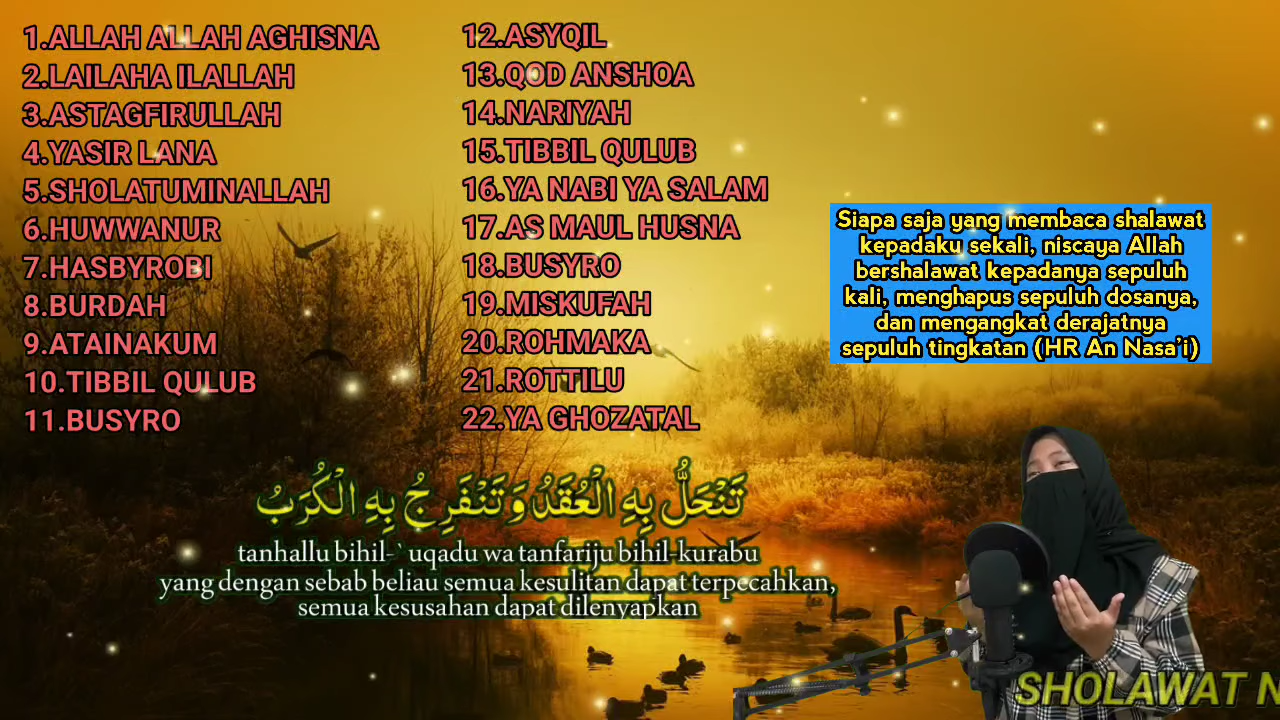 1.ALLAH ALLAH AGHISNA
2.LAILAHA ILALLAH
3.ASTAGFIRULLAH
4.YASIR LANA
5.SHOLATUMINALLAH
6.HUWWANUR
7.HASBYROBI
8.BURDAH
9.ATAINAKUM
10.TIBBIL QULUB
11.BUSYRO
12.ASYQIL
13.QOD ANSHOA
14.NARIYAH
15.TIBBIL QULUB
16.YA NABI YA SALAM
17.AS MAUL HUSNA
18.BUSYRO
19.MISKUFAH
20.ROHMAKA
21.ROTTILU
22.YA GHOZATAL
Siapa saja yang membaca shalawat
kepadaku sekali, niscaya Allah
bershalawat kepadanya sepuluh
kali, menghapus sepuluh dosanya,
dan mengangkat derajatnya
sepuluh tingkatan (HR An Nasa'i)
تَنْحَلُّ بِهِ الْعُقَدُ وَتَنْفَرِجُ بِهِ الْكُرَبُ
tanhallu bihil-` uqadu wa tanfariju bihil-kurabu
yang dengan sebab beliau semua kesulitan dapat terpecahkan,
semua kesusahan dapat dilenyapkan
SHOLAWAT N